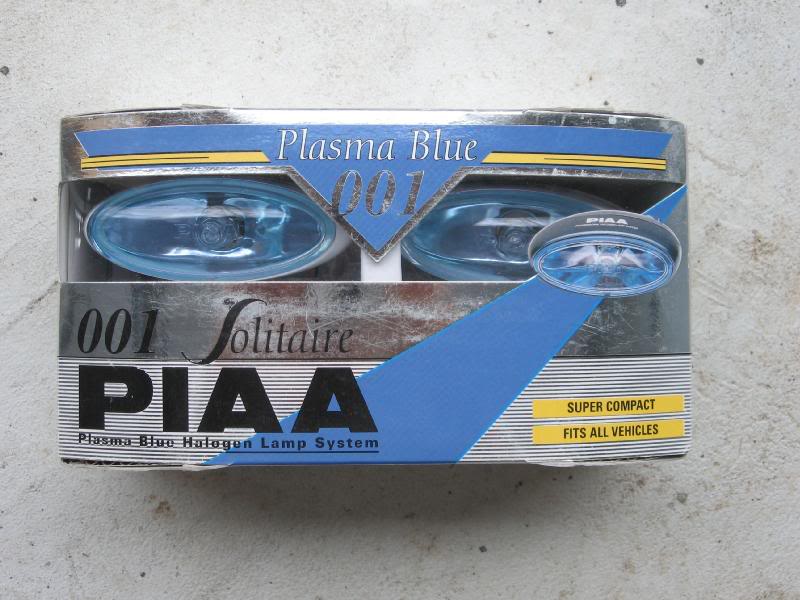 Plasma Blue
001
PIAA
001 Solitaire
PIAA
Plasma Blue Halogen Lamp System
SUPER COMPACT
FITS ALL VEHICLES